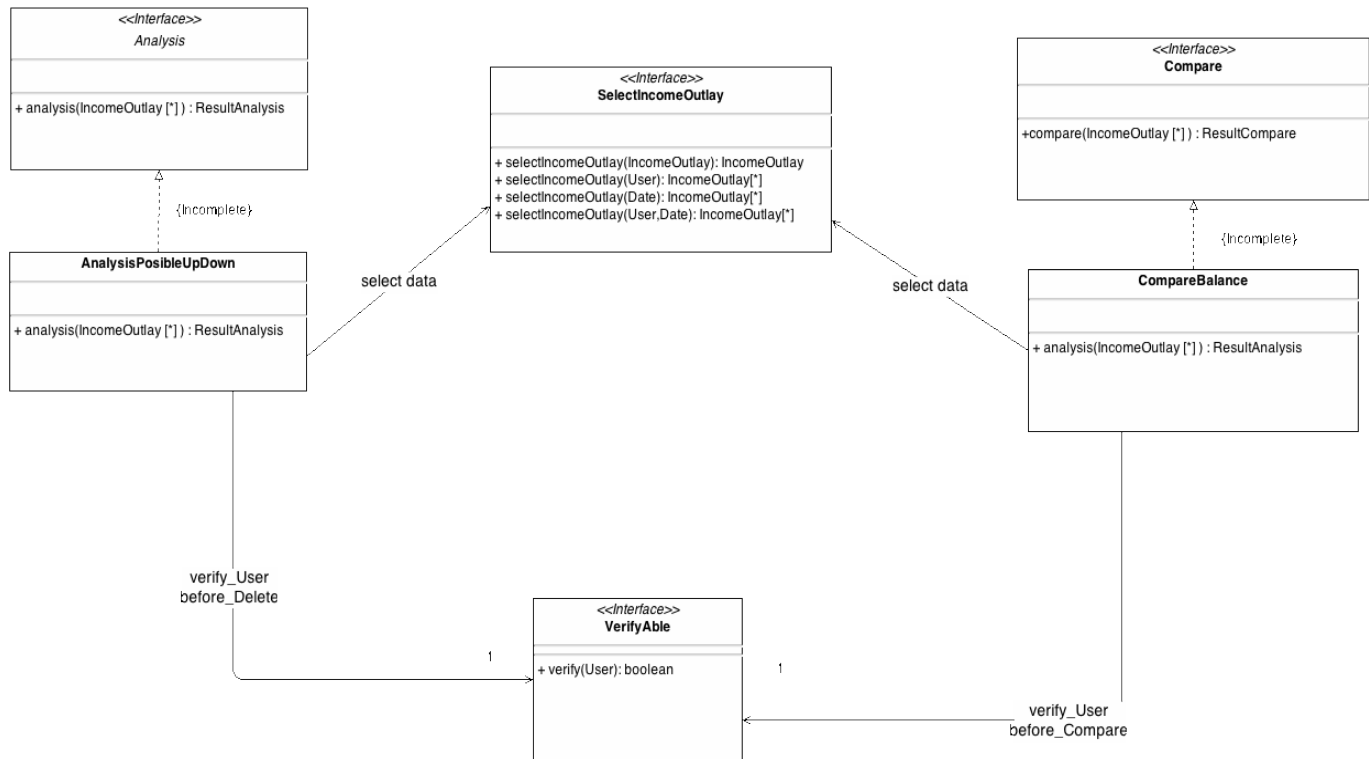 <<Interface>>
Analysis
+ analysis(IncomeOutlay [*] ) : ResultAnalysis
{Incomplete}
AnalysisPosibleUpDown
+ analysis(IncomeOutlay [*] ) : ResultAnalysis
<<Interface>>
SelectIncomeOutlay
+ selectIncomeOutlay(IncomeOutlay): IncomeOutlay
+ selectIncomeOutlay(User): IncomeOutlay[*]
+ selectIncomeOutlay(Date): IncomeOutlay[*]
+ selectIncomeOutlay(User,Date): IncomeOutlay[*]
<<Interface>>
Compare
+compare(IncomeOutlay [*] ) : ResultCompare
{Incomplete}
CompareBalance
+ analysis(IncomeOutlay [*] ) : ResultAnalysis
select data
select data
verify_User
before_Delete
1
<<Interface>>
VerifyAble
+ verify(User): boolean
1
verify_User
before_Compare